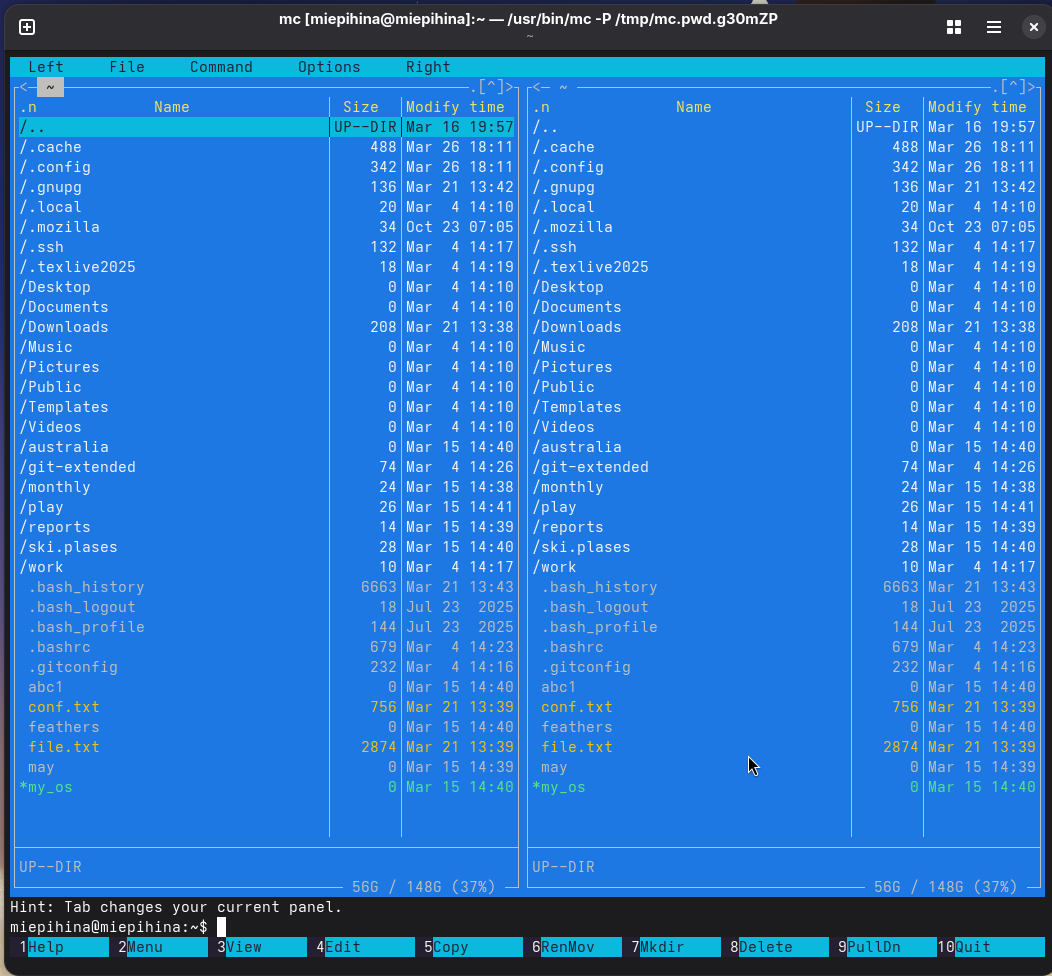 mc [miepihina@miepihina]:~ — /usr/bin/mc -P /tmp/mc.pwd.g30mZP
~
Left File Command Options Right
<─ ~ .[^]> <─ ~ .[^]>
.n Name Size Modify time .n Name Size Modify time
/.. UP--DIR Mar 16 19:57 /.. UP--DIR Mar 16 19:57
/.cache 488 Mar 26 18:11 /.cache 488 Mar 26 18:11
/.config 342 Mar 26 18:11 /.config 342 Mar 26 18:11
/.gnupg 136 Mar 21 13:42 /.gnupg 136 Mar 21 13:42
/.local 20 Mar 4 14:10 /.local 20 Mar 4 14:10
/.mozilla 34 Oct 23 07:05 /.mozilla 34 Oct 23 07:05
/.ssh 132 Mar 4 14:17 /.ssh 132 Mar 4 14:17
/.texlive2025 18 Mar 4 14:19 /.texlive2025 18 Mar 4 14:19
/Desktop 0 Mar 4 14:10 /Desktop 0 Mar 4 14:10
/Documents 0 Mar 4 14:10 /Documents 0 Mar 4 14:10
/Downloads 208 Mar 21 13:38 /Downloads 208 Mar 21 13:38
/Music 0 Mar 4 14:10 /Music 0 Mar 4 14:10
/Pictures 0 Mar 4 14:10 /Pictures 0 Mar 4 14:10
/Public 0 Mar 4 14:10 /Public 0 Mar 4 14:10
/Templates 0 Mar 4 14:10 /Templates 0 Mar 4 14:10
/Videos 0 Mar 4 14:10 /Videos 0 Mar 4 14:10
/australia 0 Mar 15 14:40 /australia 0 Mar 15 14:40
/git-extended 74 Mar 4 14:26 /git-extended 74 Mar 4 14:26
/monthly 24 Mar 15 14:38 /monthly 24 Mar 15 14:38
/play 26 Mar 15 14:41 /play 26 Mar 15 14:41
/reports 14 Mar 15 14:39 /reports 14 Mar 15 14:39
/ski.plases 28 Mar 15 14:40 /ski.plases 28 Mar 15 14:40
/work 10 Mar 4 14:17 /work 10 Mar 4 14:17
.bash_history 6663 Mar 21 13:43 .bash_history 6663 Mar 21 13:43
.bash_logout 18 Jul 23 2025 .bash_logout 18 Jul 23 2025
.bash_profile 144 Jul 23 2025 .bash_profile 144 Jul 23 2025
.bashrc 679 Mar 4 14:23 .bashrc 679 Mar 4 14:23
.gitconfig 232 Mar 4 14:16 .gitconfig 232 Mar 4 14:16
abc1 0 Mar 15 14:40 abc1 0 Mar 15 14:40
conf.txt 756 Mar 21 13:39 conf.txt 756 Mar 21 13:39
feathers 0 Mar 15 14:40 feathers 0 Mar 15 14:40
file.txt 2874 Mar 21 13:39 file.txt 2874 Mar 21 13:39
may 0 Mar 15 14:39 may 0 Mar 15 14:39
*my_os 0 Mar 15 14:40 *my_os 0 Mar 15 14:40
UP--DIR UP--DIR
56G / 148G (37%) 56G / 148G (37%)
Hint: Tab changes your current panel.
miepihina@miepihina:~$
1Help 2Menu 3View 4Edit 5Copy 6RenMov 7Mkdir 8Delete 9PullDn 10Quit